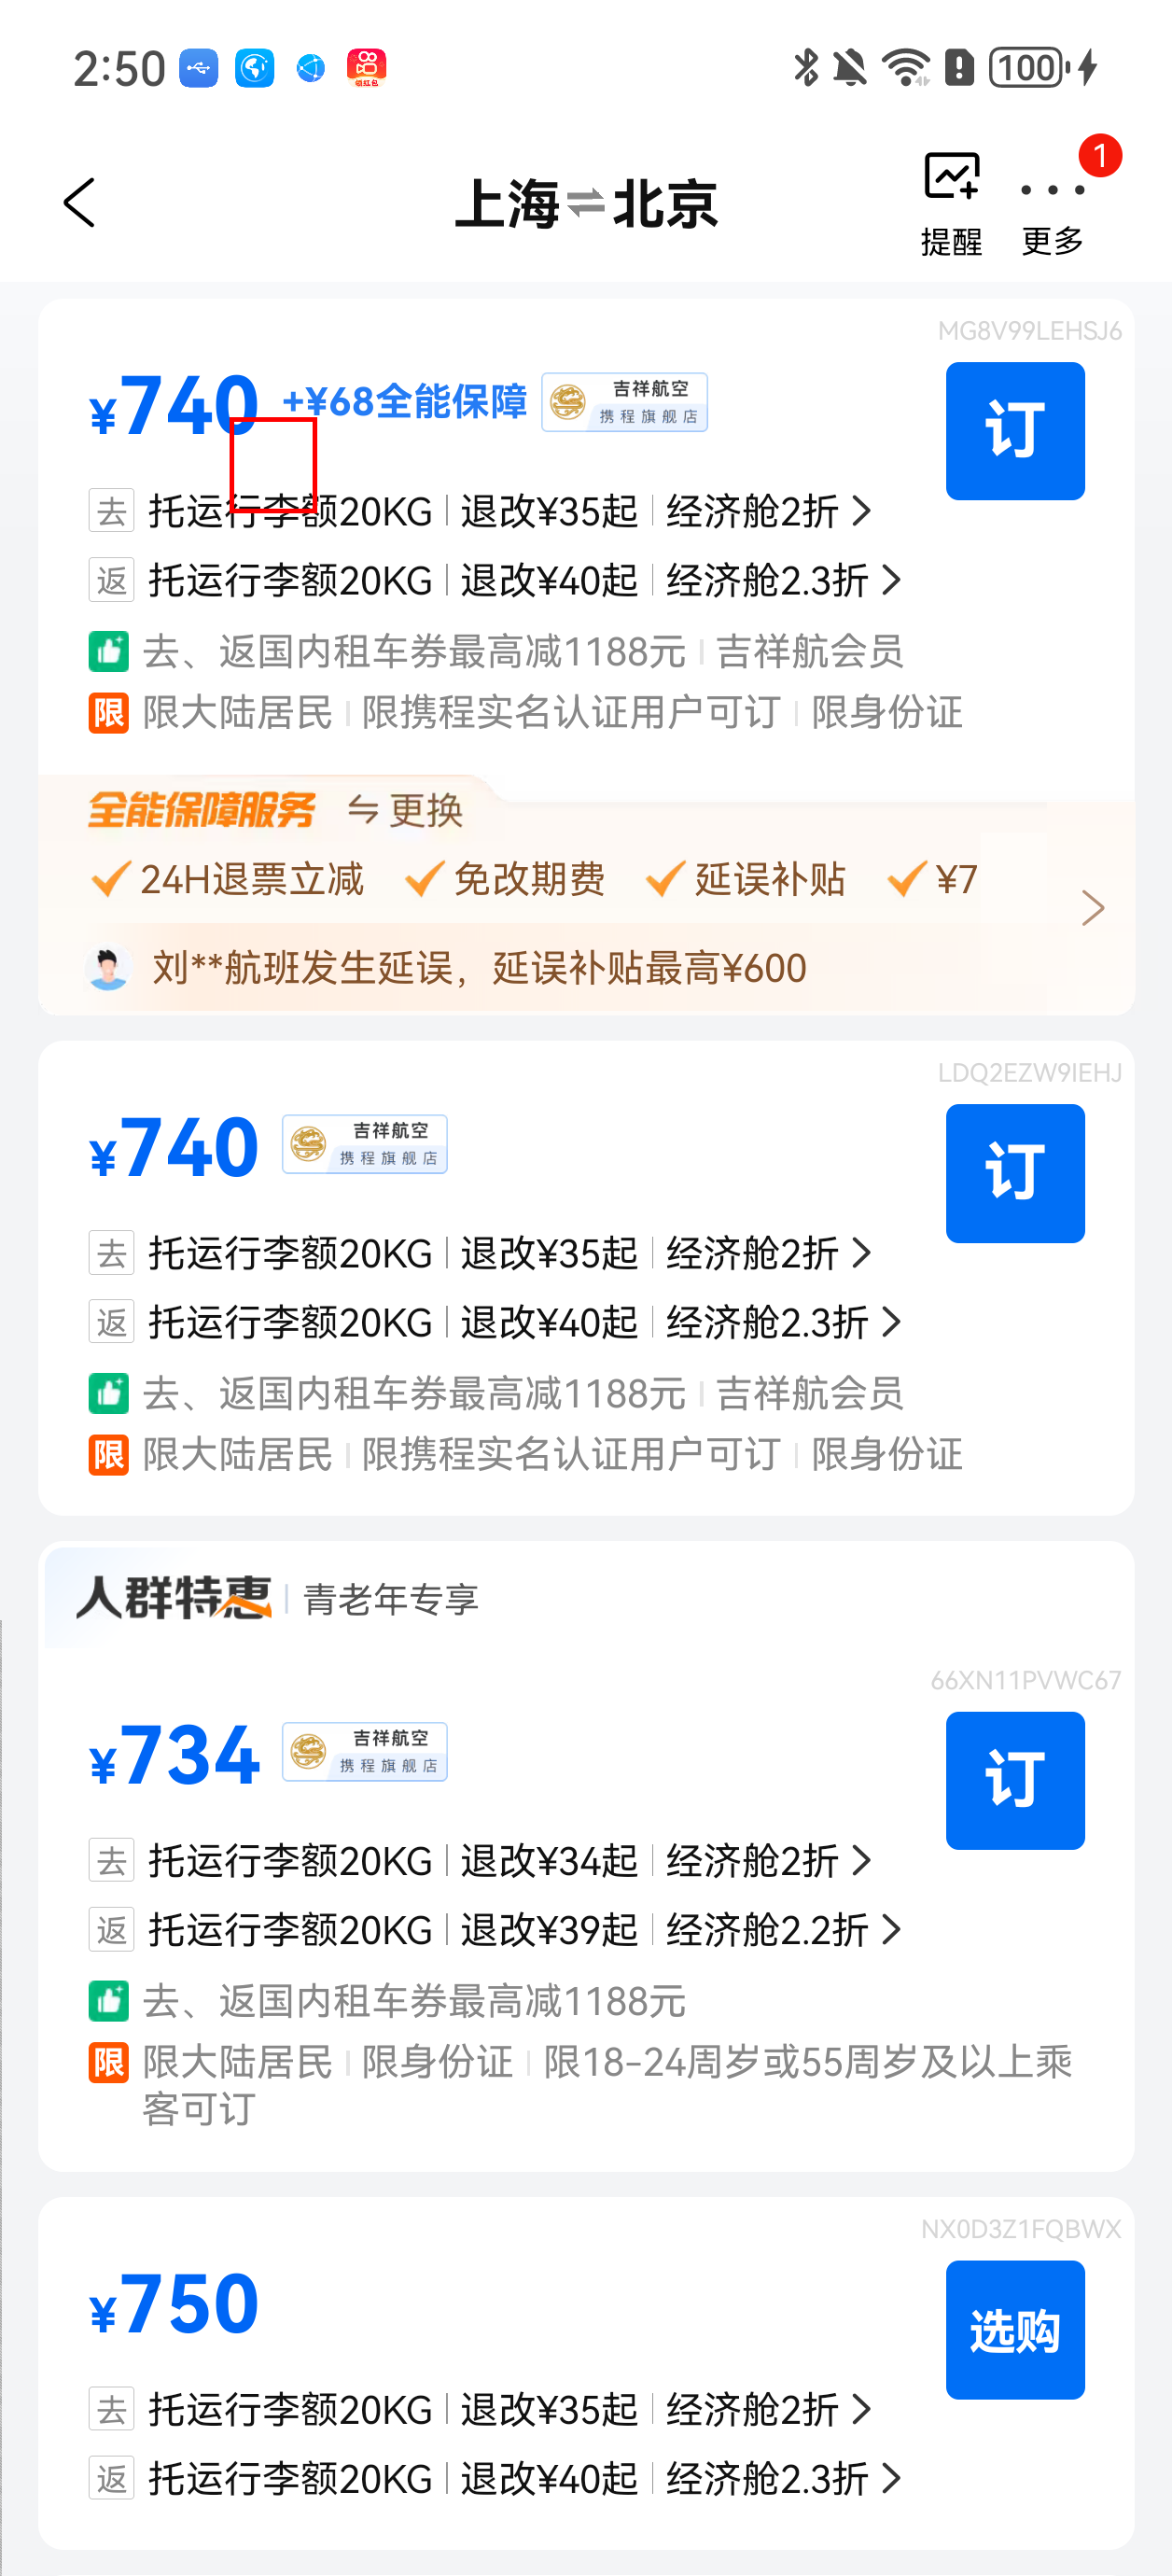 2:50
100
上海⇌北京
1
提醒 更多
MG8V99LEHSJ6
¥740 +¥68全能保障 吉祥航空 携程旗舰店
订
去 托运行李额20KG | 退改¥35起 | 经济舱2折 >
返 托运行李额20KG | 退改¥40起 | 经济舱2.3折 >
去、返国内租车券最高减1188元 | 吉祥航会员
限 限大陆居民 | 限携程实名认证用户可订 | 限身份证
全能保障服务 ⇋更换
24H退票立减 免改期费 延误补贴 ¥7
刘**航班发生延误，延误补贴最高¥600
LDQ2EZW9IEHJ
¥740 吉祥航空 携程旗舰店
订
去 托运行李额20KG | 退改¥35起 | 经济舱2折 >
返 托运行李额20KG | 退改¥40起 | 经济舱2.3折 >
去、返国内租车券最高减1188元 | 吉祥航会员
限 限大陆居民 | 限携程实名认证用户可订 | 限身份证
人群特惠 | 青老年专享
66XN11PVWC67
¥734 吉祥航空 携程旗舰店
订
去 托运行李额20KG | 退改¥34起 | 经济舱2折 >
返 托运行李额20KG | 退改¥39起 | 经济舱2.2折 >
去、返国内租车券最高减1188元
限 限大陆居民 | 限身份证 | 限18-24周岁或55周岁及以上乘
客可订
NX0D3Z1FQBWX
¥750
选购
去 托运行李额20KG | 退改¥35起 | 经济舱2折 >
返 托运行李额20KG | 退改¥40起 | 经济舱2.3折 >